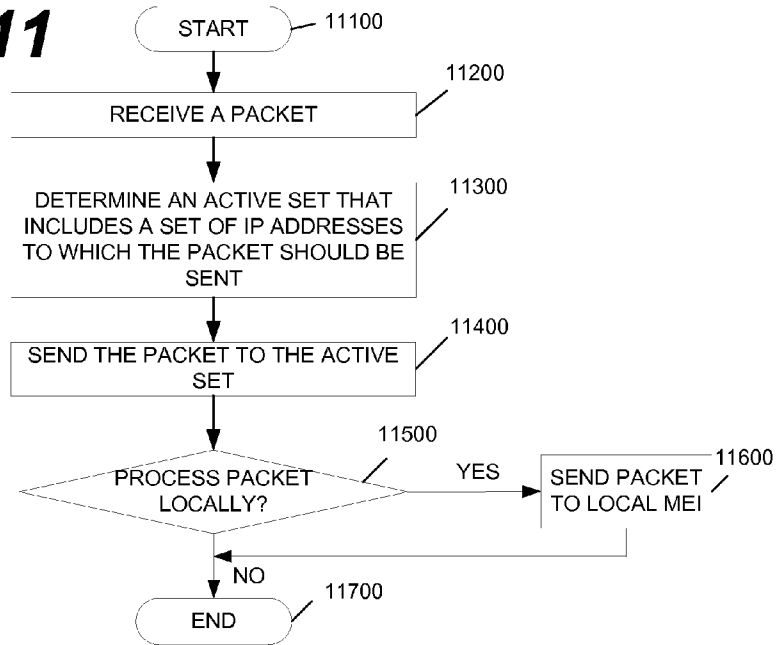 11
START
11100
11200
RECEIVE A PACKET
11300
DETERMINE AN ACTIVE SET THAT
INCLUDES A SET OF IP ADDRESSES
TO WHICH THE PACKET SHOULD BE
SENT
11400
SEND THE PACKET TO THE ACTIVE
SET
11500
PROCESS PACKET
LOCALLY?
YES
11600
SEND PACKET
TO LOCAL MEI
NO
11700
END